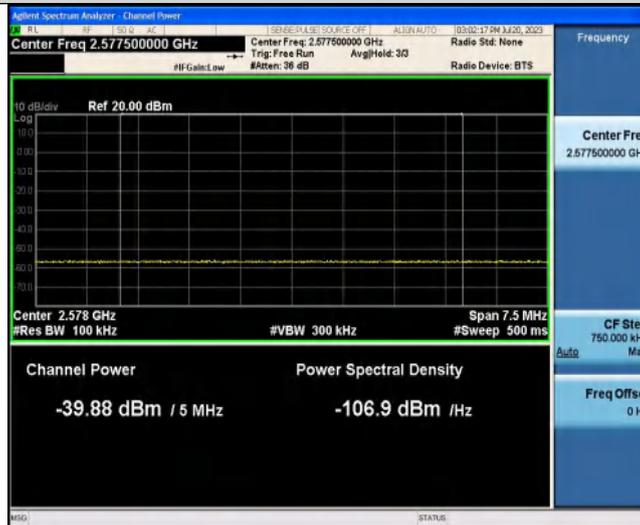 Agilent Spectrum Analyzer - Channel Power
RL RF 50 Ω AC SENSE:PULSE SOURCE OFF ALIGN AUTO 03:02:17 PM Jul 20, 2023
Center Freq 2.577500000 GHz
Center Freq: 2.577500000 GHz
Radio Std: None
Trig: Free Run Avg|Hold: 3/3
#IFGain:Low
#Atten: 36 dB
Radio Device: BTS
Frequency
10 dB/div Ref 20.00 dBm
Log
10.0
0.00
-10.0
-20.0
-30.0
-40.0
-50.0
-60.0
-70.0
Center Fre
2.577500000 GH
Center 2.578 GHz
Span 7.5 MHz
#Res BW 100 kHz
#VBW 300 kHz
#Sweep 500 ms
CF Ste
750.000 kH
Auto Ma
Channel Power
Power Spectral Density
-39.88 dBm / 5 MHz
-106.9 dBm /Hz
Freq Offs
0 H
MSG
STATUS